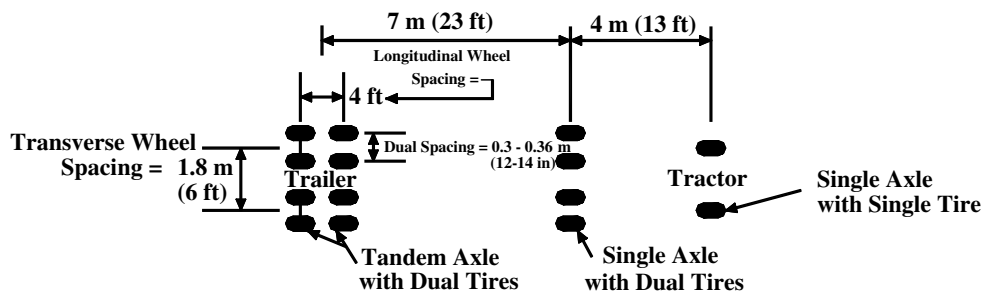 7 m (23 ft)
4 m (13 ft)
Longitudinal Wheel
Spacing =
4 ft
Transverse Wheel
Spacing =
1.8 m
(6 ft)
Dual Spacing = 0.3 - 0.36 m
(12-14 in)
Trailer
Tractor
Single Axle
with Single Tire
Tandem Axle
with Dual Tires
Single Axle
with Dual Tires